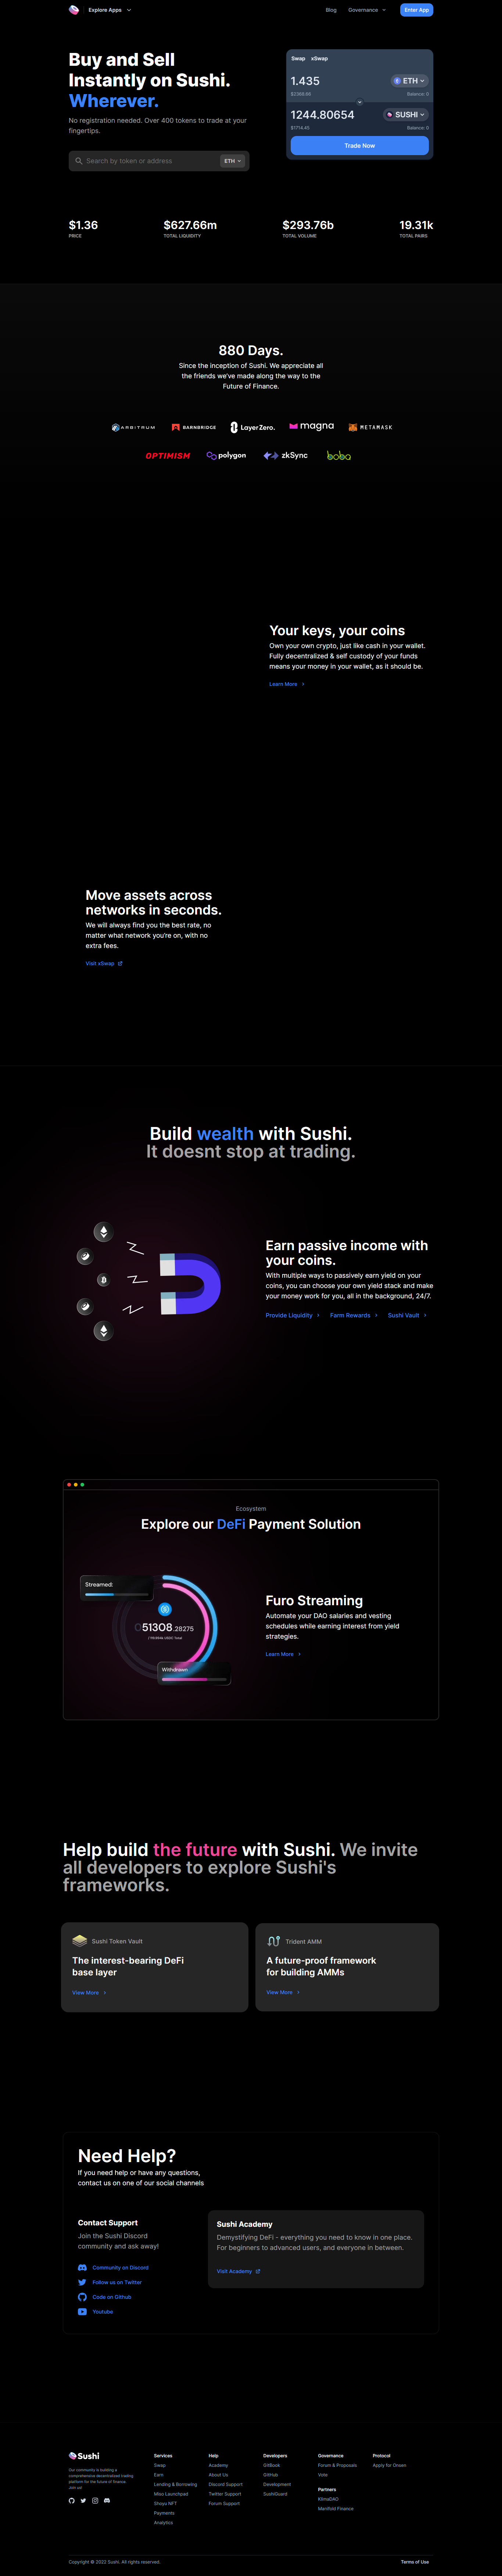 Explore Apps
Blog
Governance
Enter App
Buy and Sell
Instantly on Sushi.
Wherever.
No registration needed. Over 400 tokens to trade at your
fingertips.
Search by token or address
ETH
Swap xSwap
1.435
ETH
$2368.66
Balance: 0
1244.80654
SUSHI
$1714.45
Balance: 0
Trade Now
$1.36
PRICE
$627.66m
TOTAL LIQUIDITY
$293.76b
TOTAL VOLUME
19.31k
TOTAL PAIRS
880 Days.
Since the inception of Sushi. We appreciate all
the friends we've made along the way to the
Future of Finance.
ARBITRUM
BARNBRIDGE
LayerZero.
magna
METAMASK
OPTIMISM
polygon
zkSync
boba
Your keys, your coins
Own your own crypto, just like cash in your wallet.
Fully decentralized & self custody of your funds
means your money in your wallet, as it should be.
Learn More
Move assets across
networks in seconds.
We will always find you the best rate, no
matter what network you're on, with no
extra fees.
Visit xSwap
Build wealth with Sushi.
It doesnt stop at trading.
Earn passive income with
your coins.
With multiple ways to passively earn yield on your
coins, you can choose your own yield stack and make
your money work for you, all in the background, 24/7.
Provide Liquidity
Farm Rewards
Sushi Vault
Ecosystem
Explore our DeFi Payment Solution
Streamed:
051308.28275
Withdrawn
Furo Streaming
Automate your DAO salaries and vesting
schedules while earning interest from yield
strategies.
Learn More
Help build the future with Sushi. We invite
all developers to explore Sushi's
frameworks.
Sushi Token Vault
The interest-bearing DeFi
base layer
View More
Trident AMM
A future-proof framework
for building AMMs
View More
Need Help?
If you need help or have any questions,
contact us on one of our social channels
Contact Support
Join the Sushi Discord
community and ask away!
Community on Discord
Follow us on Twitter
Code on Github
Youtube
Sushi Academy
Demystifying DeFi - everything you need to know in one place.
For beginners to advanced users, and everyone in between.
Visit Academy
Sushi
Our community is building a
comprehensive decentralized trading
platform for the future of finance.
Join us!
Services
Swap
Earn
Lending & Borrowing
Miso Launchpad
Shoyu NFT
Payments
Analytics
Help
Academy
About Us
Discord Support
Twitter Support
Forum Support
Developers
GitBook
GitHub
Development
SushiGuard
Governance
Forum & Proposals
Vote
Partners
KlimaDAO
Manifold Finance
Protocol
Apply for Onsen
Copyright © 2022 Sushi. All rights reserved.
Terms of Use